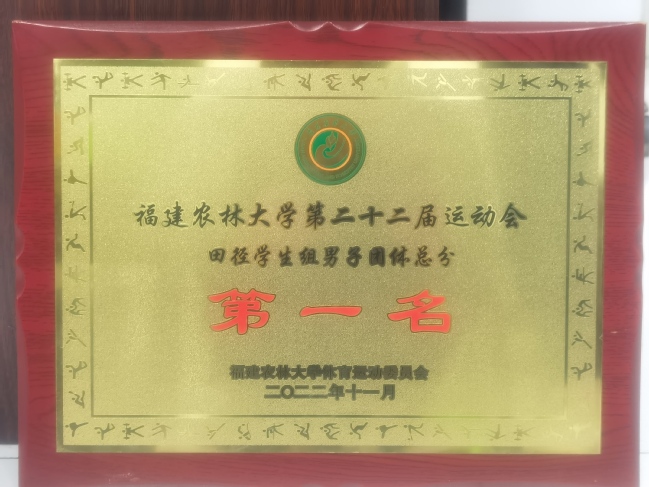 福建农林大学第二十二届运动会
田径学生组男子团体总分
第一名
福建农林大學体育运动委员会
二〇二二年十一月